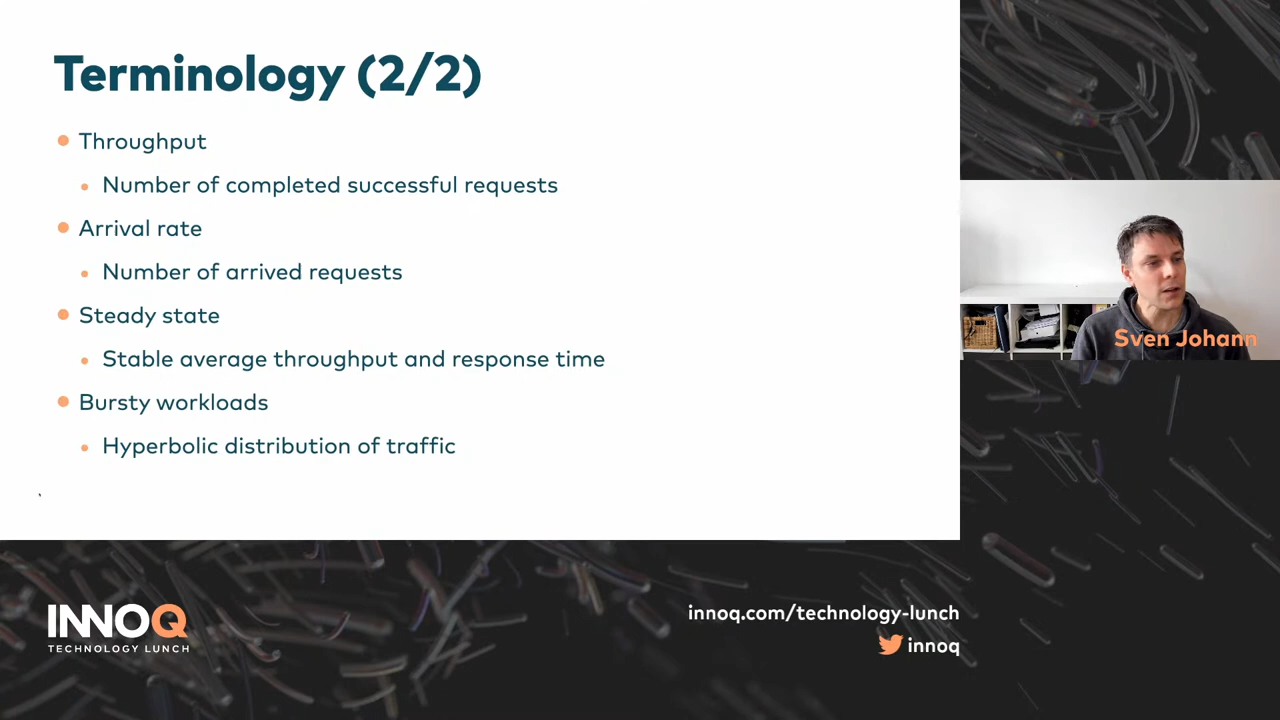 Terminology (2/2)
Throughput
Number of completed successful requests
Arrival rate
Number of arrived requests
Steady state
Stable average throughput and response time
Bursty workloads
Hyperbolic distribution of traffic
Sven Johann
INNOQ
TECHNOLOGY LUNCH
innoq.com/technology-lunch
innoq